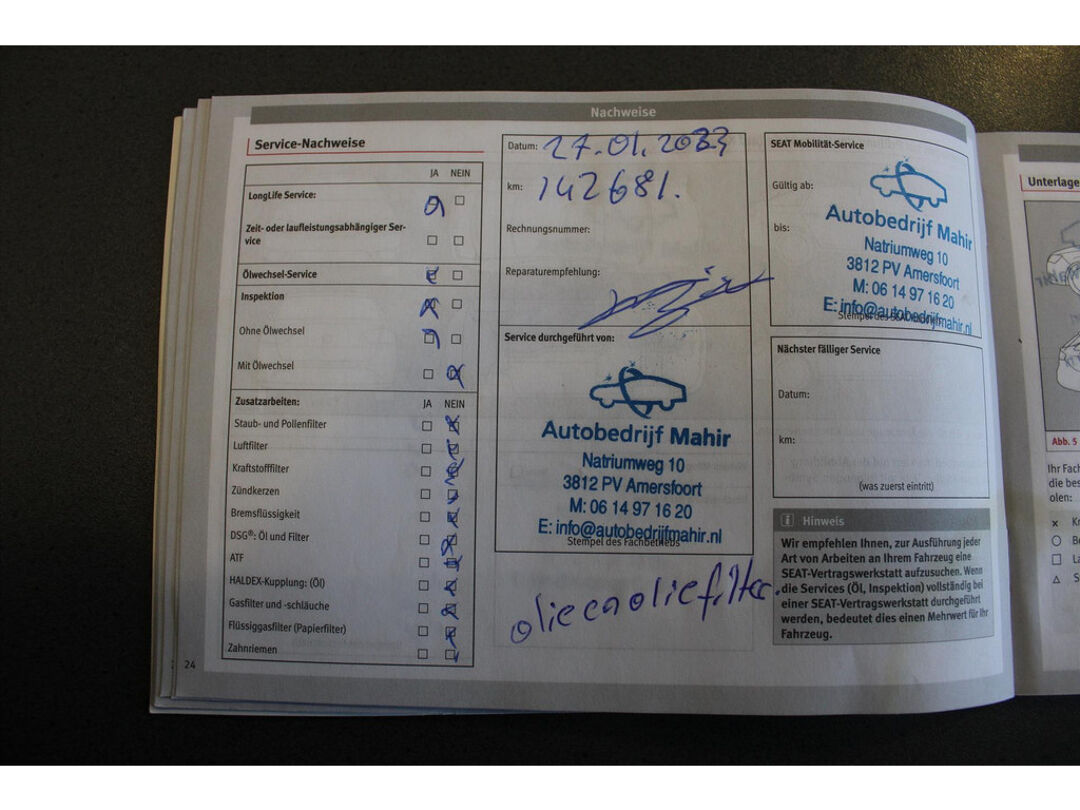 Nachweise
Service-Nachweise
JA NEIN
LongLife Service:
Zeit- oder laufleistungsabhängiger Ser-
vice
Ölwechsel-Service
Inspektion
Ohne Ölwechsel
Mit Ölwechsel
Zusatzarbeiten: JA NEIN
Staub- und Pollenfilter
Luftfilter
Kraftstofffilter
Zündkerzen
Bremsflüssigkeit
DSG®: Öl und Filter
ATF
HALDEX-Kupplung: (Öl)
Gasfilter und -schläuche
Flüssiggasfilter (Papierfilter)
Zahnriemen
24
Datum: 27.01.2023
km: 142681.
Rechnungsnummer:
Reparaturempfehlung:
Service durchgeführt von:
Autobedrijf Mahir
Natriumweg 10
3812 PV Amersfoort
M: 06 14 97 16 20
E: info@autobedrijfmahir.nl
Stempel des Fachbetriebs
olie en oliefilter.
SEAT Mobilität-Service
Gültig ab:
bis:
Autobedrijf Mahir
Natriumweg 10
3812 PV Amersfoort
M: 06 14 97 16 20
E: info@autobedrijfmahir.nl
Stempel des
Nächster fälliger Service
Datum:
km:
(was zuerst eintritt)
i Hinweis
Wir empfehlen Ihnen, zur Ausführung jeder
Art von Arbeiten an Ihrem Fahrzeug eine
SEAT-Vertragswerkstatt aufzusuchen. Wenn
die Services (Öl, Inspektion) vollständig bei
einer SEAT-Vertragswerkstatt durchgeführt
werden, bedeutet dies einen Mehrwert für Ihr
Fahrzeug.
Unterlage
Abb. 5
Ihr Fach
die bes
olen: